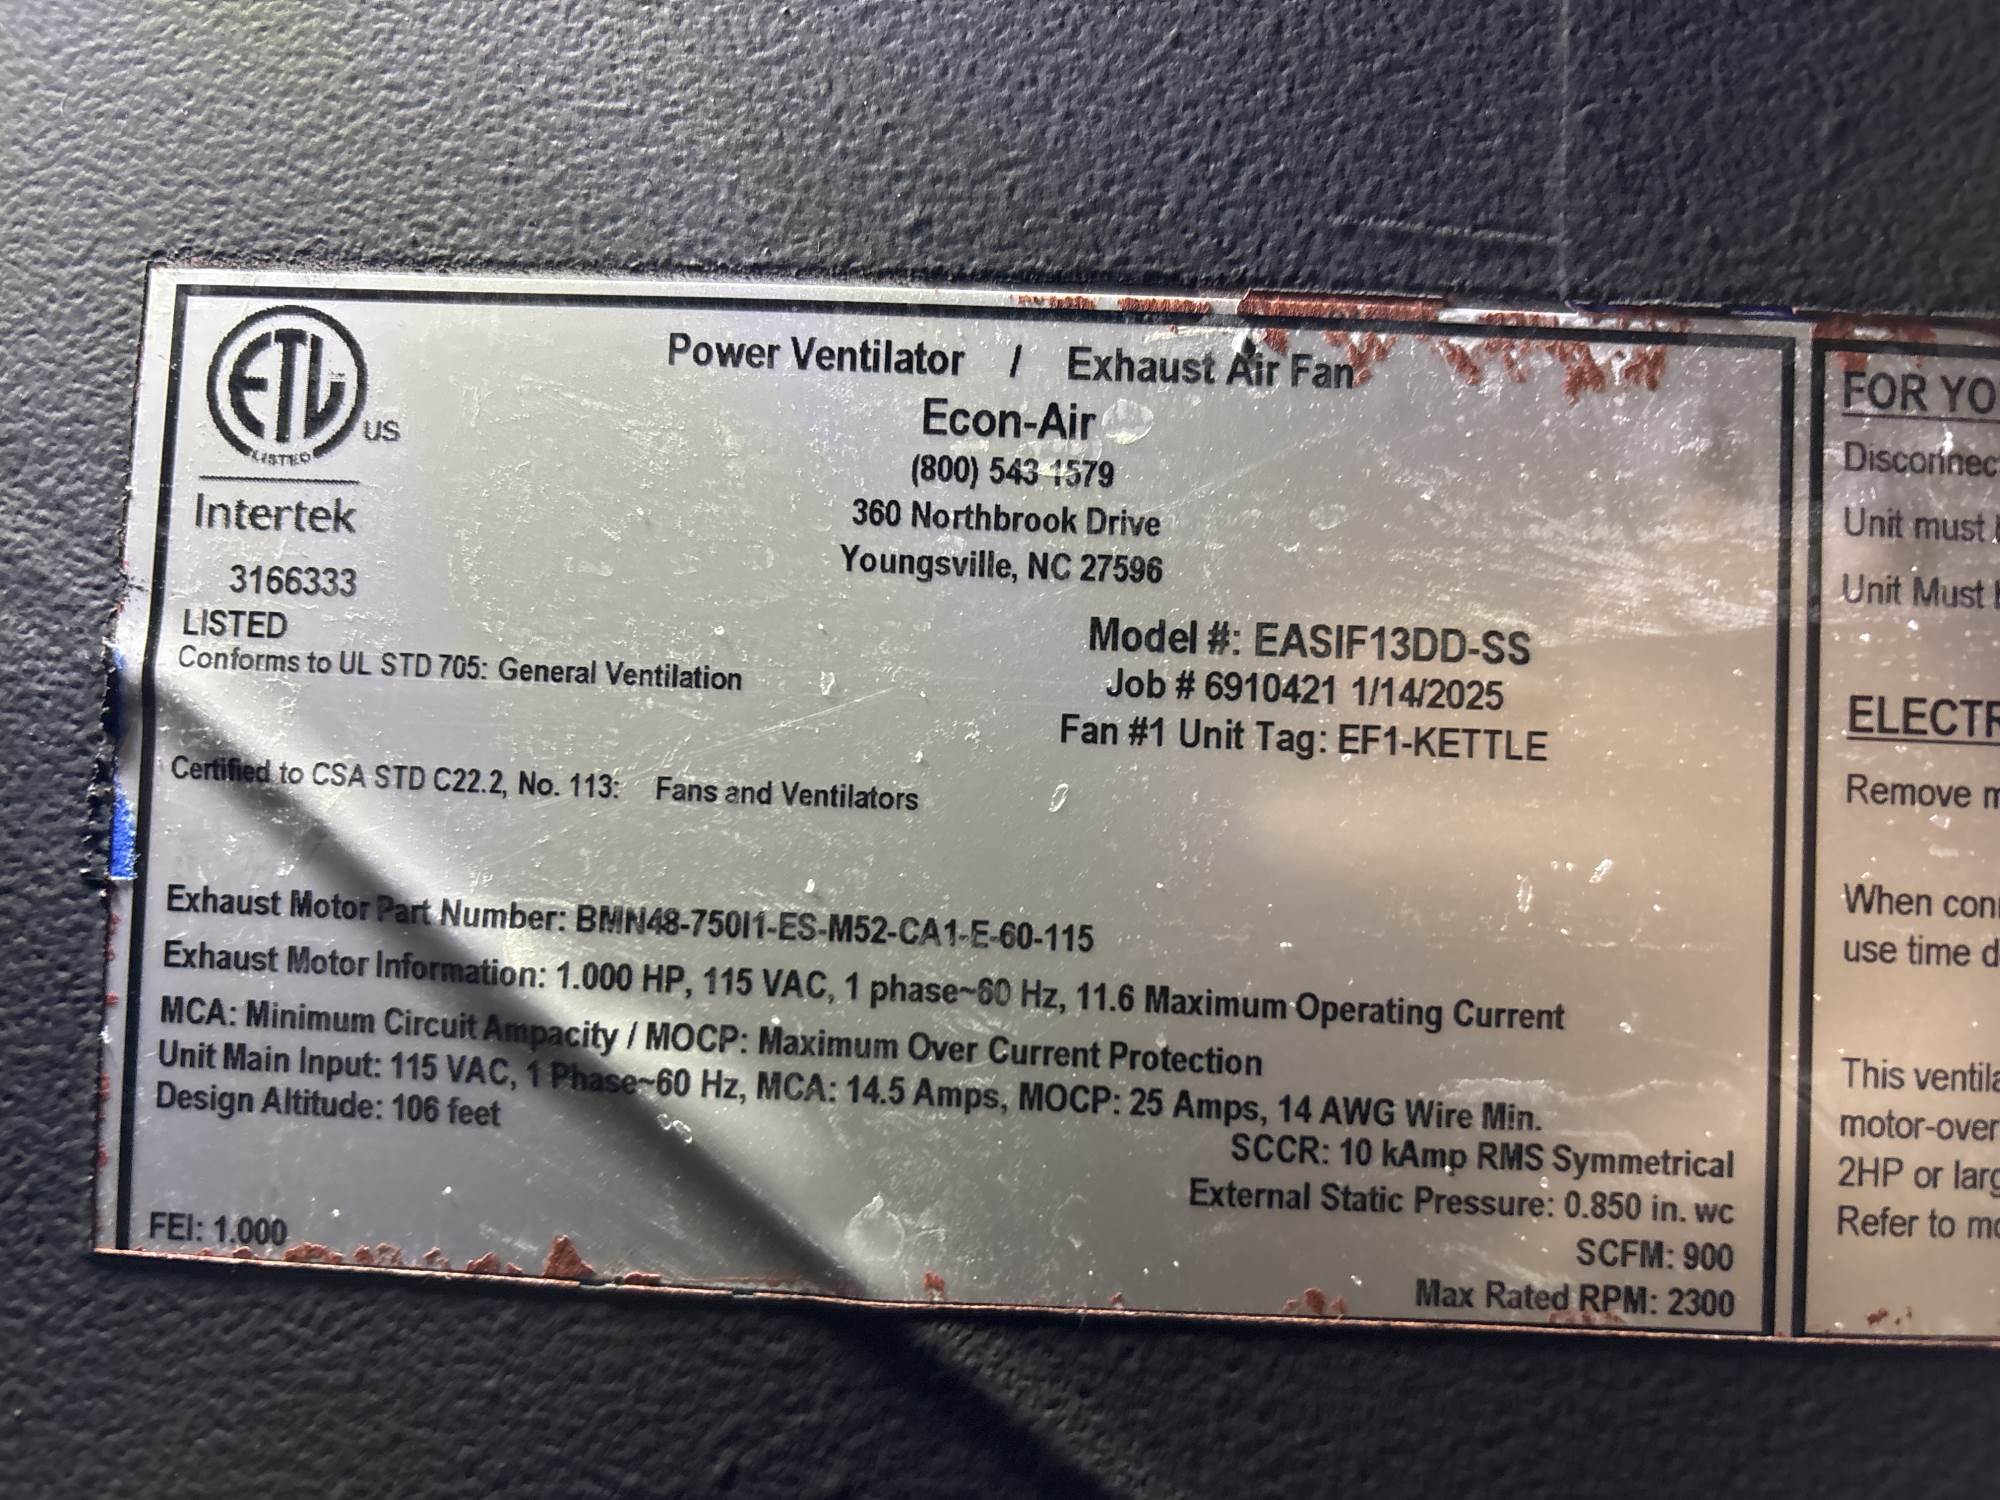 ETL
LISTED
US
Intertek
3166333
LISTED
Conforms to UL STD 705: General Ventilation
Certified to CSA STD C22.2, No. 113: Fans and Ventilators
Power Ventilator / Exhaust Air Fan
Econ-Air
(800) 543 1579
360 Northbrook Drive
Youngsville, NC 27596
Model #: EASIF13DD-SS
Job # 6910421 1/14/2025
Fan #1 Unit Tag: EF1-KETTLE
Exhaust Motor Part Number: BMN48-750I1-ES-M52-CA1-E-60-115
Exhaust Motor Information: 1.000 HP, 115 VAC, 1 phase~60 Hz, 11.6 Maximum Operating Current
MCA: Minimum Circuit Ampacity / MOCP: Maximum Over Current Protection
Unit Main Input: 115 VAC, 1 Phase~60 Hz, MCA: 14.5 Amps, MOCP: 25 Amps, 14 AWG Wire Min.
Design Altitude: 106 feet
SCCR: 10 kAmp RMS Symmetrical
External Static Pressure: 0.850 in. wc
SCFM: 900
Max Rated RPM: 2300
FEI: 1.000
FOR YO
Disconnec
Unit must
Unit Must
ELECTR
Remove m
When conn
use time d
This ventila
motor-over
2HP or larg
Refer to mo